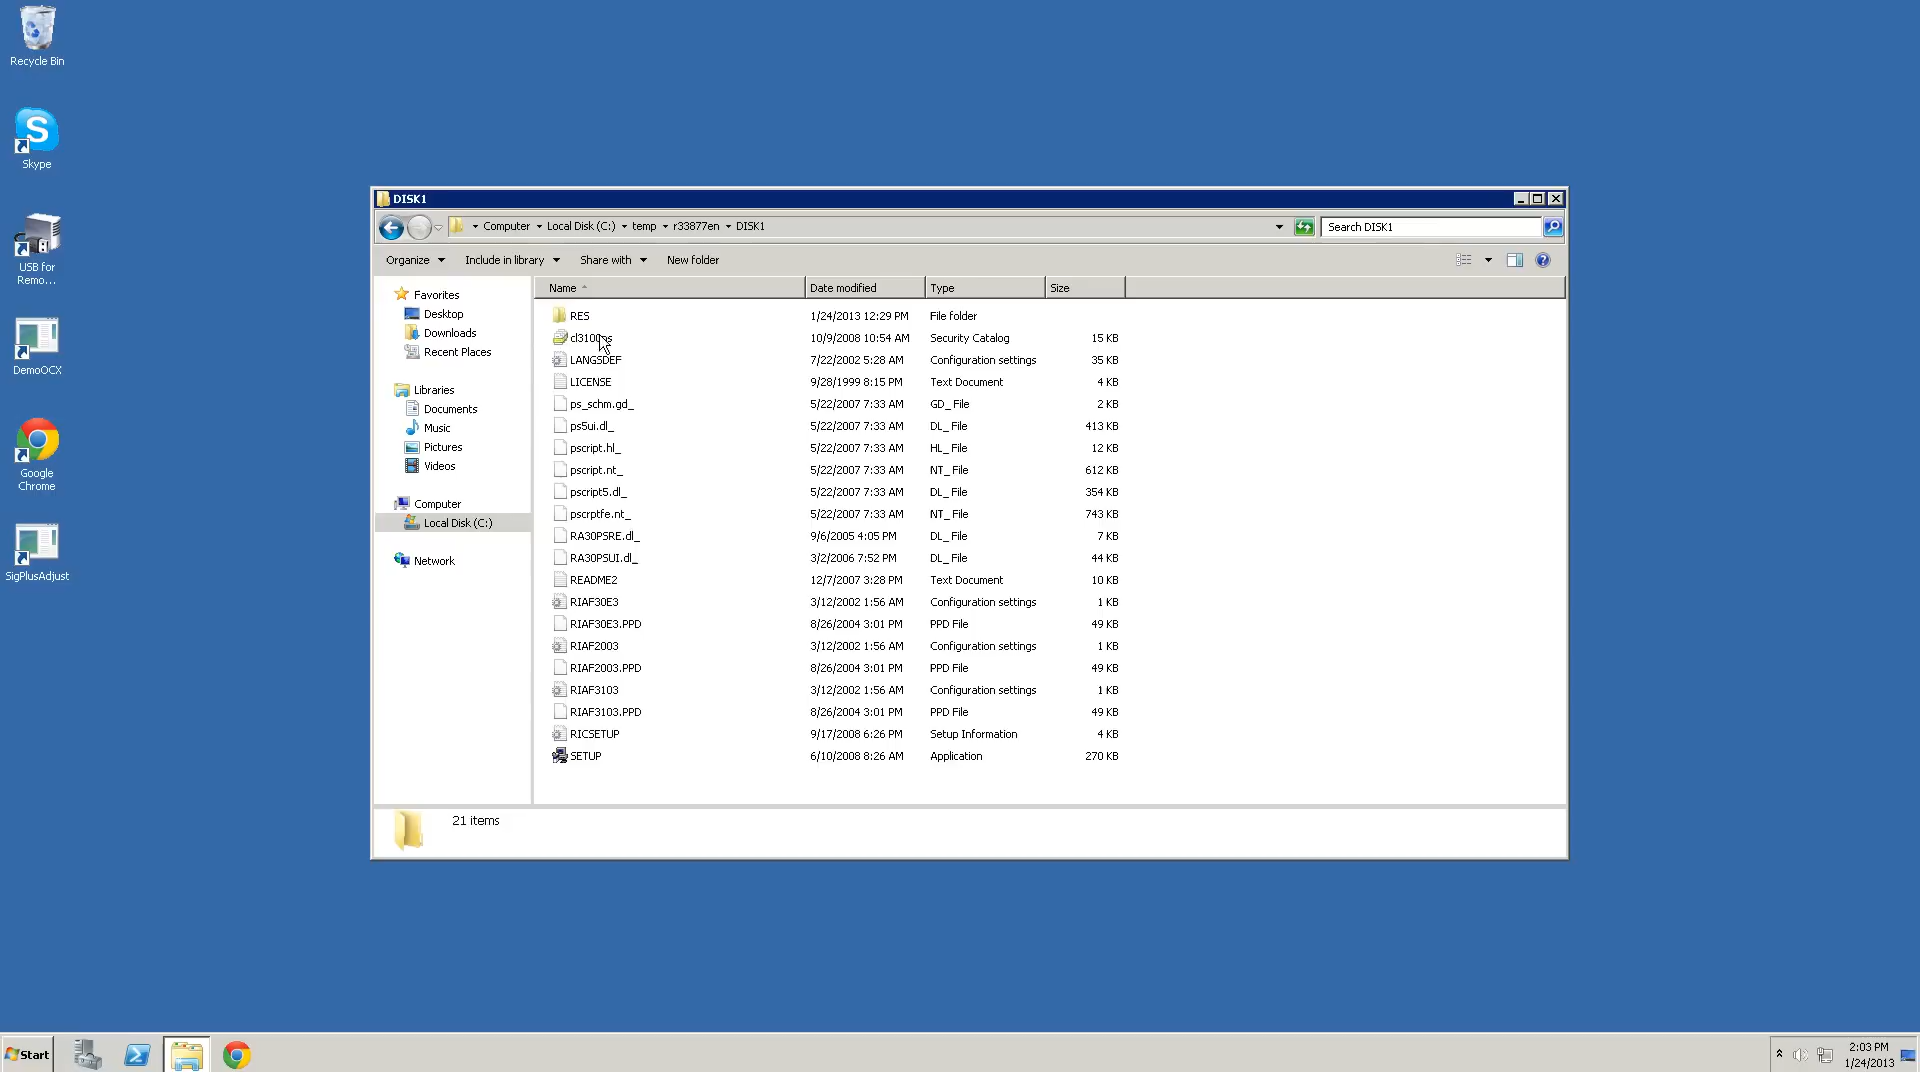 Recycle Bin
Skype
USB for
Remo...
DemoOCX
Google
Chrome
SigPlusAdjust
DISK1
Computer Local Disk (C:) temp r33877en DISK1
Search DISK1
Organize Include in library Share with New folder
Favorites
Desktop
Downloads
Recent Places
Libraries
Documents
Music
Pictures
Videos
Computer
Local Disk (C:)
Network
Name Date modified Type Size
RES 1/24/2013 12:29 PM File folder
cl3100ps 10/9/2008 10:54 AM Security Catalog 15 KB
LANGSDEF 7/22/2002 5:28 AM Configuration settings 35 KB
LICENSE 9/28/1999 8:15 PM Text Document 4 KB
ps_schm.gd_ 5/22/2007 7:33 AM GD_ File 2 KB
ps5ui.dl_ 5/22/2007 7:33 AM DL_ File 413 KB
pscript.hl_ 5/22/2007 7:33 AM HL_ File 12 KB
pscript.nt_ 5/22/2007 7:33 AM NT_ File 612 KB
pscript5.dl_ 5/22/2007 7:33 AM DL_ File 354 KB
pscrptfe.nt_ 5/22/2007 7:33 AM NT_ File 743 KB
RA30PSRE.dl_ 9/6/2005 4:05 PM DL_ File 7 KB
RA30PSUI.dl_ 3/2/2006 7:52 PM DL_ File 44 KB
README2 12/7/2007 3:28 PM Text Document 10 KB
RIAF30E3 3/12/2002 1:56 AM Configuration settings 1 KB
RIAF30E3.PPD 8/26/2004 3:01 PM PPD File 49 KB
RIAF2003 3/12/2002 1:56 AM Configuration settings 1 KB
RIAF2003.PPD 8/26/2004 3:01 PM PPD File 49 KB
RIAF3103 3/12/2002 1:56 AM Configuration settings 1 KB
RIAF3103.PPD 8/26/2004 3:01 PM PPD File 49 KB
RICSETUP 9/17/2008 6:26 PM Setup Information 4 KB
SETUP 6/10/2008 8:26 AM Application 270 KB
21 items
Start
2:03 PM
1/24/2013